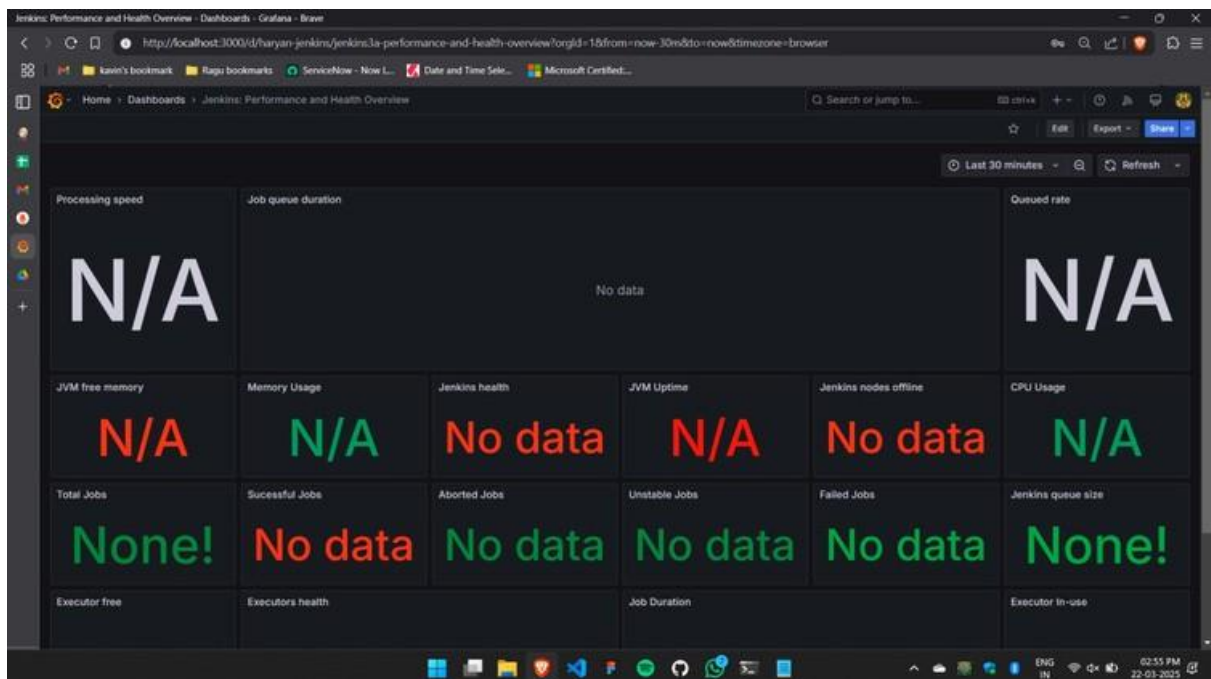 Jenkins: Performance and Health Overview - Dashboards - Grafana - Brave
http://localhost:3000/d/haryan-jenkins/jenkins3a-performance-and-health-overview?orgId=1&from=now-30m&to=now&timezone=browser
kavin's bookmark Ragu bookmarks ServiceNow - Now L... Date and Time Sele... Microsoft Certified:...
Home › Dashboards › Jenkins: Performance and Health Overview Search or jump to... ctrl+k
Edit Export Share
Last 30 minutes Refresh
Processing speed Job queue duration Queued rate
N/A No data N/A
JVM free memory Memory Usage Jenkins health JVM Uptime Jenkins nodes offline CPU Usage
N/A N/A No data N/A No data N/A
Total Jobs Sucessful Jobs Aborted Jobs Unstable Jobs Failed Jobs Jenkins queue size
None! No data No data No data No data None!
Executor free Executors health Job Duration Executor In-use
ENG 02:55 PM
IN 22-03-2025